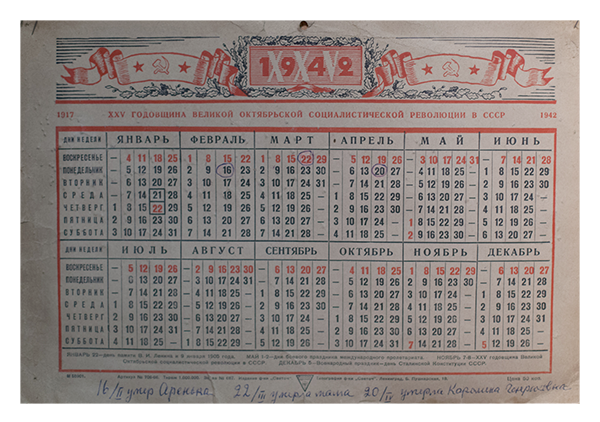 XXV
1942
1917 XXV ГОДОВЩИНА ВЕЛИКОЙ ОКТЯБРЬСКОЙ СОЦИАЛИСТИЧЕСКОЙ РЕВОЛЮЦИИ В СССР 1942
ДНИ НЕДЕЛИ ЯНВАРЬ ФЕВРАЛЬ МАРТ АПРЕЛЬ МАЙ ИЮНЬ
ВОСКРЕСЕНЬЕ – 4 11 18 25 1 8 15 22 1 8 15 22 29 – 5 12 19 26 – 3 10 17 24 31 – 7 14 21 28
ПОНЕДЕЛЬНИК – 5 12 19 26 2 9 16 23 2 9 16 23 30 – 6 13 20 27 – 4 11 18 25 – 1 8 15 22 29
ВТОРНИК – 6 13 20 27 3 10 17 24 3 10 17 24 31 – 7 14 21 28 – 5 12 19 26 – 2 9 16 23 30
СРЕДА – 7 14 21 28 4 11 18 25 4 11 18 25 – 1 8 15 22 29 – 6 13 20 27 – 3 10 17 24 –
ЧЕТВЕРГ 1 8 15 22 29 5 12 19 26 5 12 19 26 – 2 9 16 23 30 – 7 14 21 28 – 4 11 18 25 –
ПЯТНИЦА 2 9 16 23 30 6 13 20 27 6 13 20 27 – 3 10 17 24 – 1 8 15 22 29 – 5 12 19 26 –
СУББОТА 3 10 17 24 31 7 14 21 28 7 14 21 28 – 4 11 18 25 – 2 9 16 23 30 – 6 13 20 27 –
ДНИ НЕДЕЛИ ИЮЛЬ АВГУСТ СЕНТЯБРЬ ОКТЯБРЬ НОЯБРЬ ДЕКАБРЬ
ВОСКРЕСЕНЬЕ – 5 12 19 26 – 2 9 16 23 30 – 6 13 20 27 – 4 11 18 25 1 8 15 22 29 – 6 13 20 27
ПОНЕДЕЛЬНИК – 6 13 20 27 – 3 10 17 24 31 – 7 14 21 28 – 5 12 19 26 2 9 16 23 30 – 7 14 21 28
ВТОРНИК – 7 14 21 28 – 4 11 18 25 – 1 8 15 22 29 – 6 13 20 27 3 10 17 24 – 1 8 15 22 29
СРЕДА 1 8 15 22 29 – 5 12 19 26 – 2 9 16 23 30 – 7 14 21 28 4 11 18 25 – 2 9 16 23 30
ЧЕТВЕРГ 2 9 16 23 30 – 6 13 20 27 – 3 10 17 24 – 1 8 15 22 29 5 12 19 26 – 3 10 17 24 31
ПЯТНИЦА 3 10 17 24 31 – 7 14 21 28 – 4 11 18 25 – 2 9 16 23 30 6 13 20 27 – 4 11 18 25 –
СУББОТА 4 11 18 25 – 1 8 15 22 29 – 5 12 19 26 – 3 10 17 24 31 7 14 21 28 – 5 12 19 26 –
ЯНВАРЬ 22—день памяти В. И. Ленина и 9 января 1905 года. МАЙ 1-2—дни боевого праздника международного пролетариата. НОЯБРЬ 7-8—XXV годовщина Великой
Октябрьской социалистической революции в СССР. ДЕКАБРЬ 5—Всенародный праздник—день Сталинской Конституции СССР.
Цена 50 коп.
16/II умер Сережа 22/III умерла мама 20/IV умерла Каролина